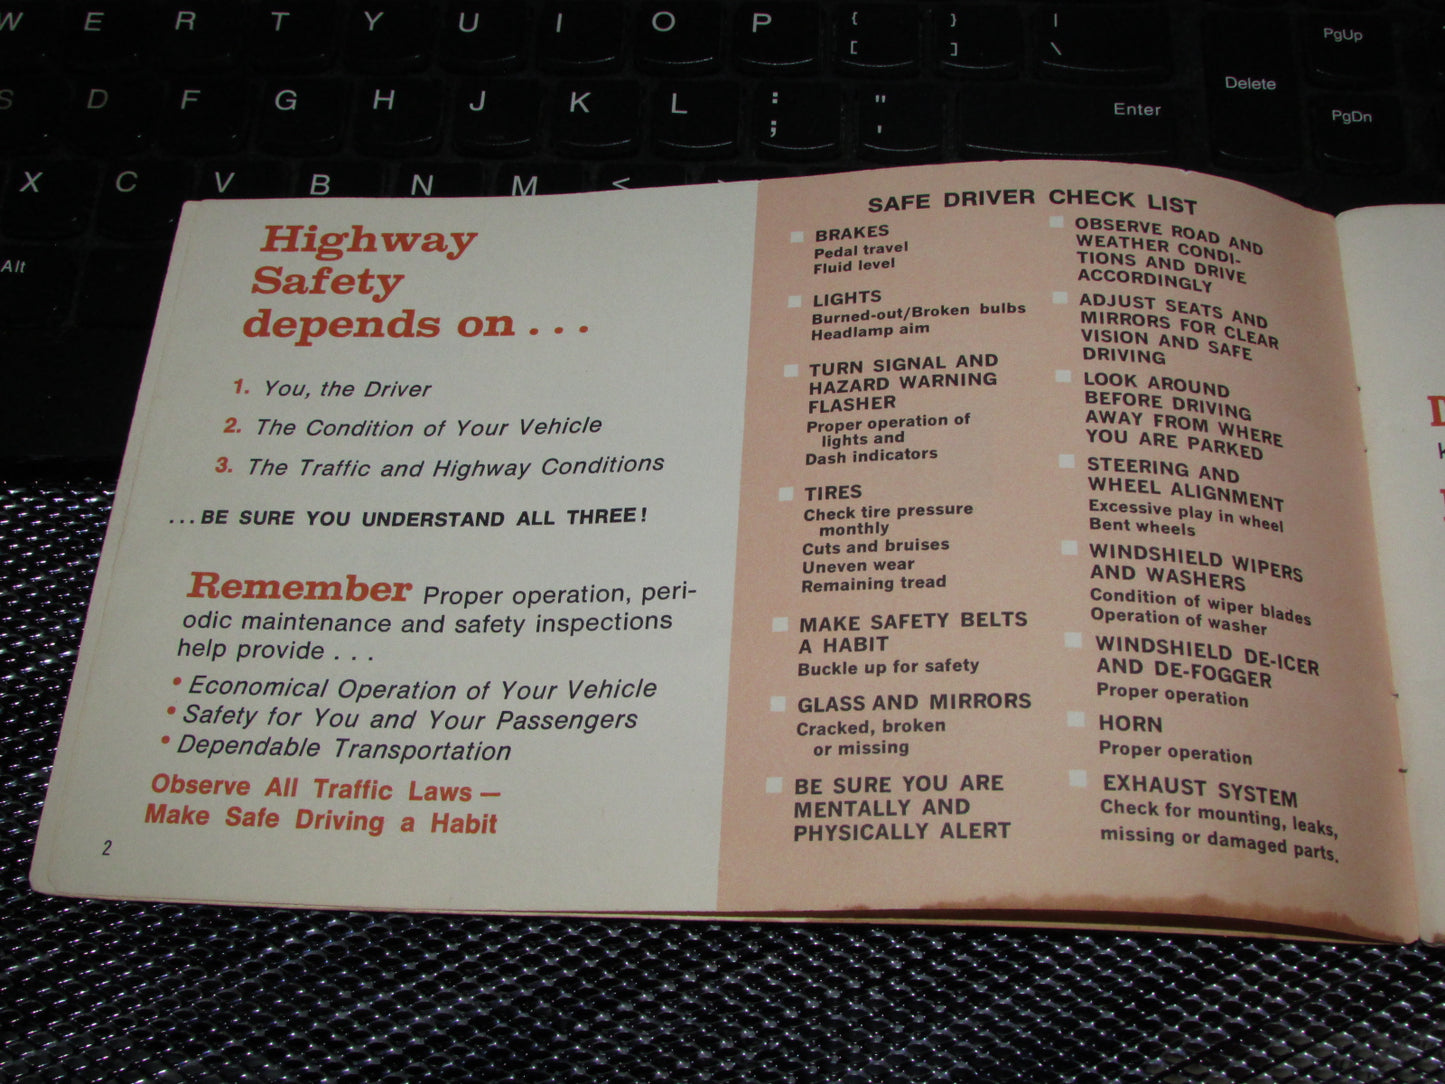 W E R T Y U I O P { [ } ] | \ PgUp
S D F G H J K L : ; " ' Enter Delete PgDn
X C V B N M <
Alt
Highway
Safety
depends on . . .
1. You, the Driver
2. The Condition of Your Vehicle
3. The Traffic and Highway Conditions
. . . BE SURE YOU UNDERSTAND ALL THREE!
Remember Proper operation, peri-
odic maintenance and safety inspections
help provide . . .
• Economical Operation of Your Vehicle
• Safety for You and Your Passengers
• Dependable Transportation
Observe All Traffic Laws —
Make Safe Driving a Habit
2
SAFE DRIVER CHECK LIST
BRAKES
Pedal travel
Fluid level
LIGHTS
Burned-out/Broken bulbs
Headlamp aim
TURN SIGNAL AND
HAZARD WARNING
FLASHER
Proper operation of
lights and
Dash indicators
TIRES
Check tire pressure
monthly
Cuts and bruises
Uneven wear
Remaining tread
MAKE SAFETY BELTS
A HABIT
Buckle up for safety
GLASS AND MIRRORS
Cracked, broken
or missing
BE SURE YOU ARE
MENTALLY AND
PHYSICALLY ALERT
OBSERVE ROAD AND
WEATHER CONDI-
TIONS AND DRIVE
ACCORDINGLY
ADJUST SEATS AND
MIRRORS FOR CLEAR
VISION AND SAFE
DRIVING
LOOK AROUND
BEFORE DRIVING
AWAY FROM WHERE
YOU ARE PARKED
STEERING AND
WHEEL ALIGNMENT
Excessive play in wheel
Bent wheels
WINDSHIELD WIPERS
AND WASHERS
Condition of wiper blades
Operation of washer
WINDSHIELD DE-ICER
AND DE-FOGGER
Proper operation
HORN
Proper operation
EXHAUST SYSTEM
Check for mounting, leaks,
missing or damaged parts.